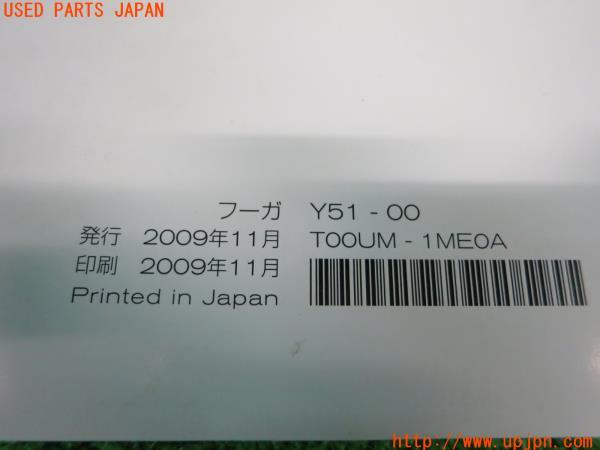 USED PARTS JAPAN
フーガ Y51 - 00
発行 2009年11月 T00UM - 1ME0A
印刷 2009年11月
Printed in Japan
http://www.upjpn.com/